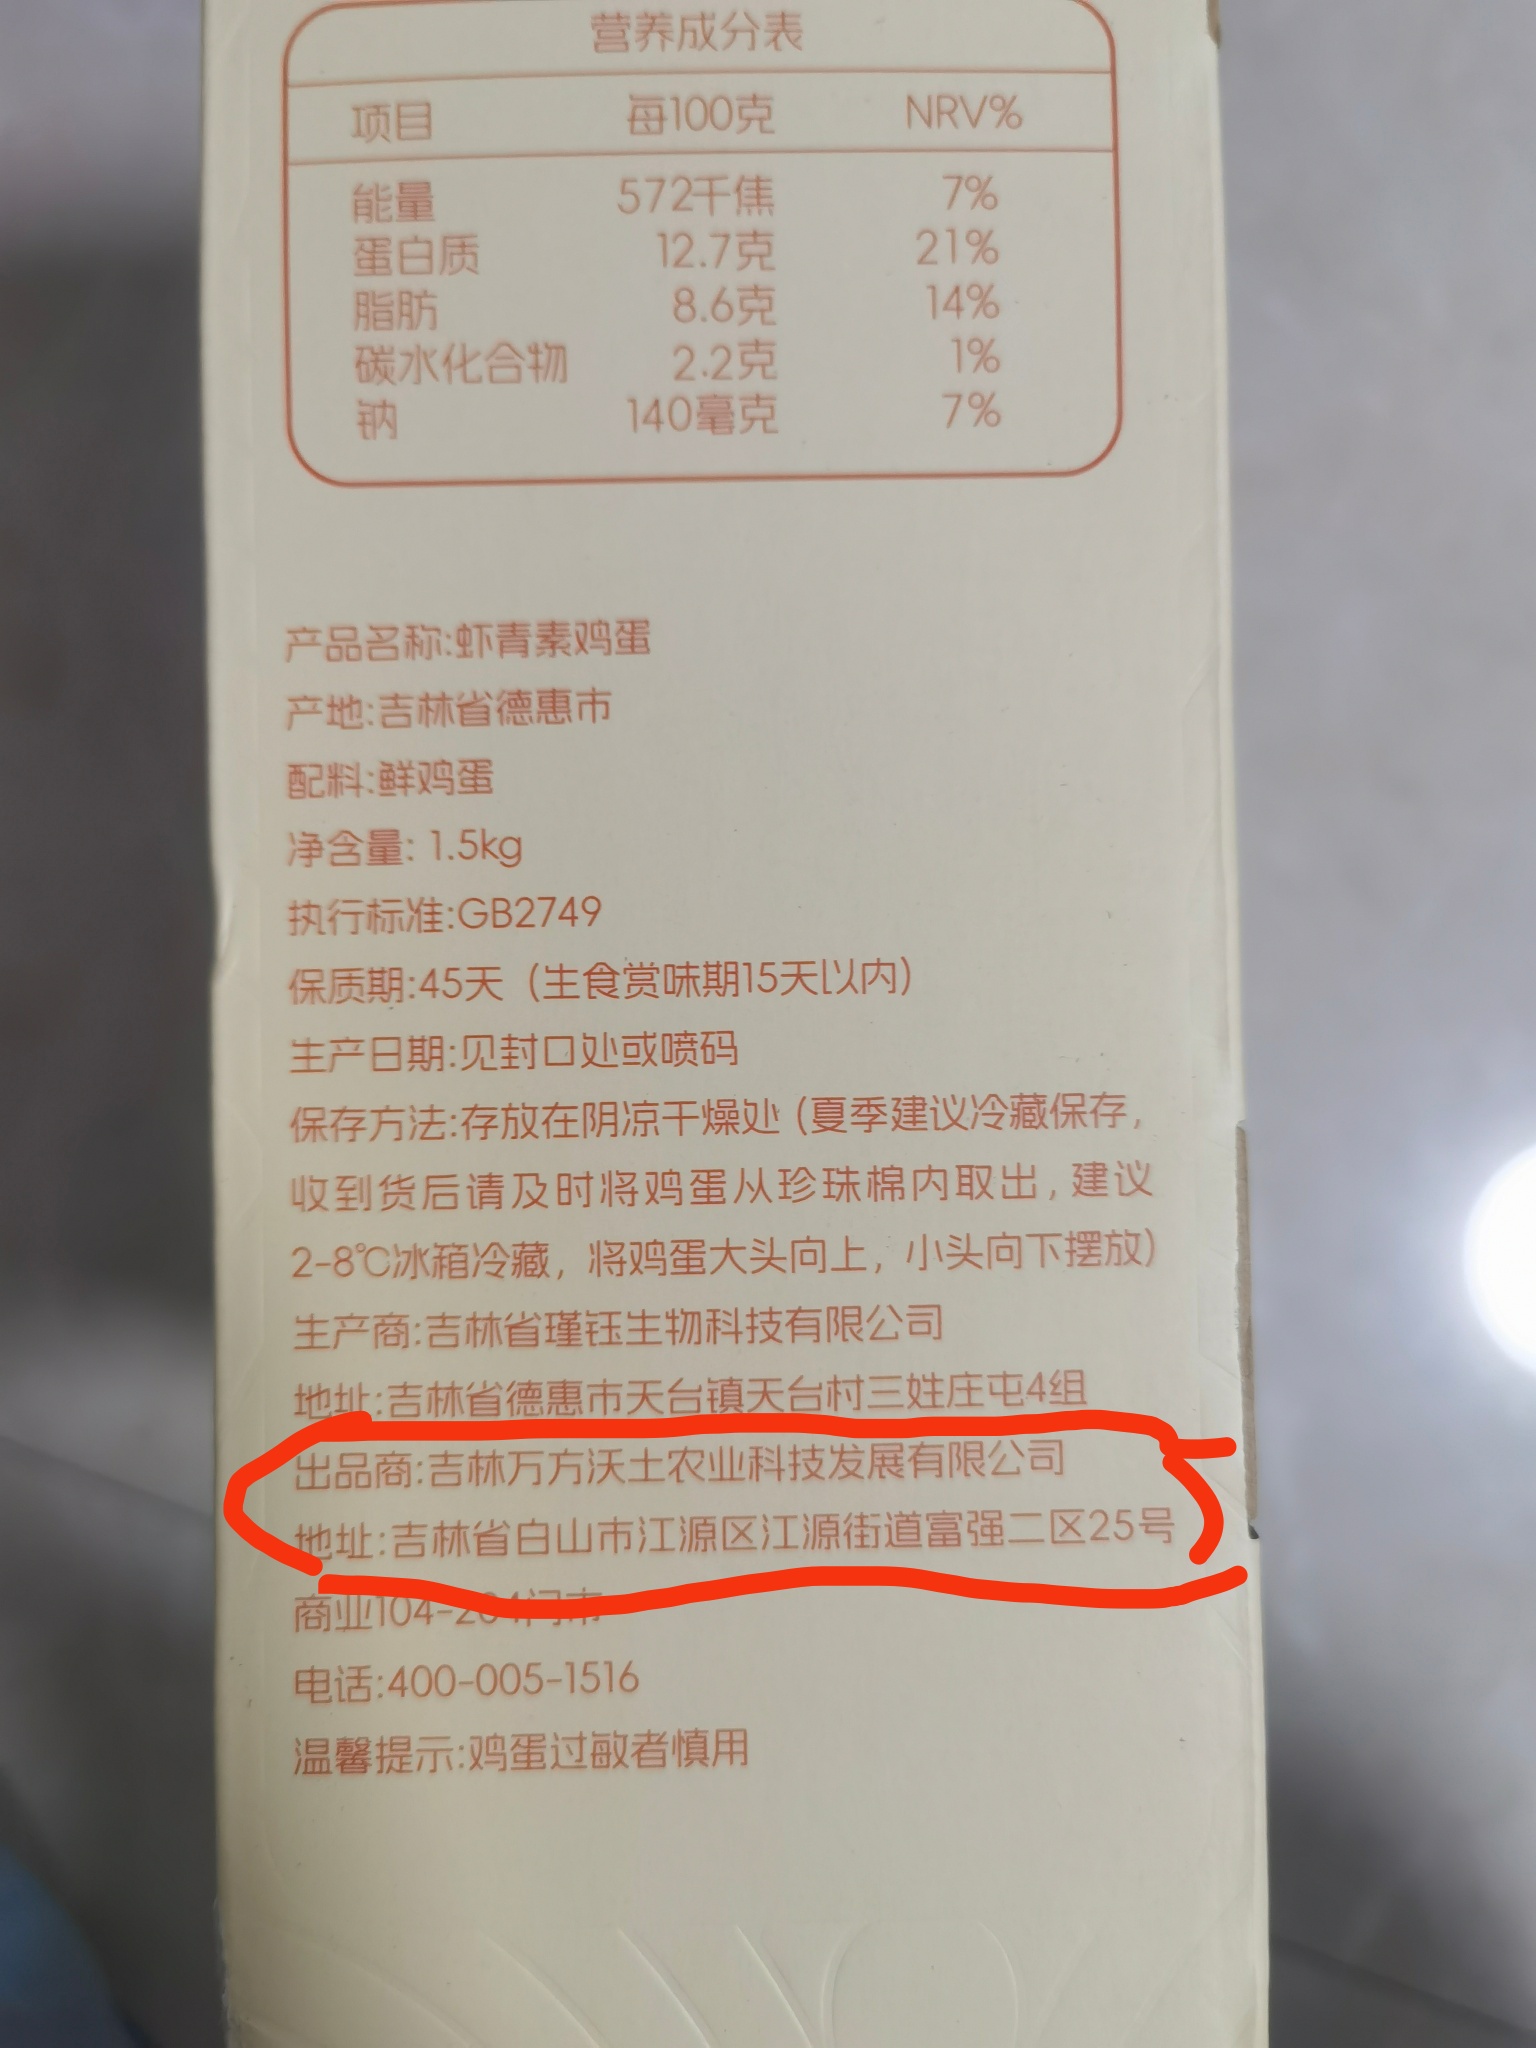 营养成分表
项目 每100克 NRV%
能量 572千焦 7%
蛋白质 12.7克 21%
脂肪 8.6克 14%
碳水化合物 2.2克 1%
钠 140毫克 7%
产品名称:虾青素鸡蛋
产地:吉林省德惠市
配料:鲜鸡蛋
净含量: 1.5kg
执行标准:GB2749
保质期:45天（生食赏味期15天以内）
生产日期:见封口处或喷码
保存方法:存放在阴凉干燥处（夏季建议冷藏保存，
收到货后请及时将鸡蛋从珍珠棉内取出，建议
2-8℃冰箱冷藏，将鸡蛋大头向上，小头向下摆放）
生产商:吉林省瑾钰生物科技有限公司
地址:吉林省德惠市天台镇天台村三姓庄屯4组
出品商:吉林万方沃土农业科技发展有限公司
地址:吉林省白山市江源区江源街道富强二区25号
商业104-204门市
电话:400-005-1516
温馨提示:鸡蛋过敏者慎用